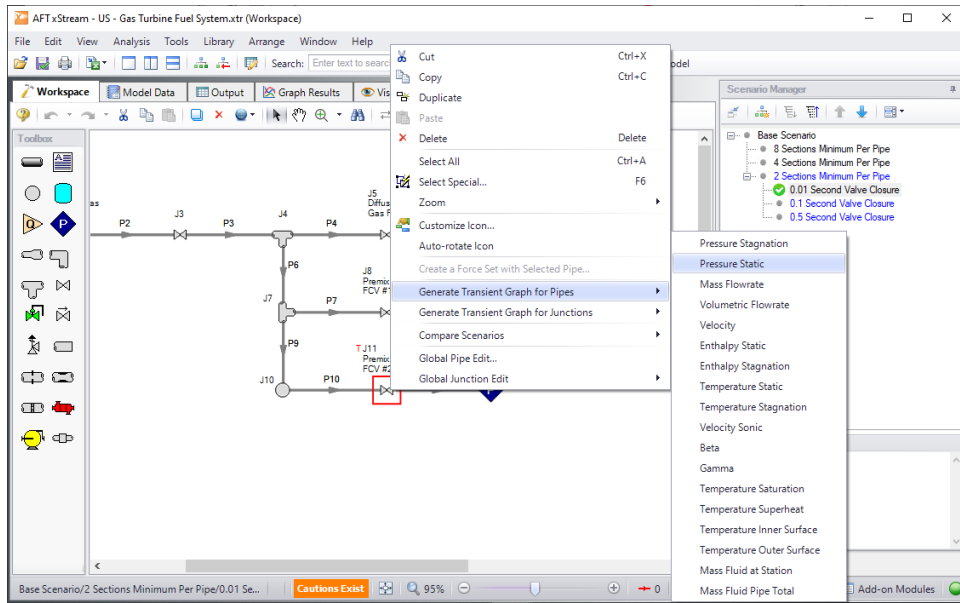 AFT xStream - US - Gas Turbine Fuel System.xtr (Workspace)
File Edit View Analysis Tools Library Arrange Window Help
Search: Enter text to searc
odel
Workspace
Model Data
Output
Graph Results
Vis
Toolbox
as
P2
J3
P3
J4
P4
J5
Diffus
Gas F
P6
J7
P7
J8
Premix
FCV #1
P9
J10
P10
T J11
Premix
FCV #2
P
Q
P
A
Cut Ctrl+X
Copy Ctrl+C
Duplicate
Paste
Delete Delete
Select All Ctrl+A
Select Special... F6
Zoom
Customize Icon...
Auto-rotate Icon
Create a Force Set with Selected Pipe...
Generate Transient Graph for Pipes
Generate Transient Graph for Junctions
Compare Scenarios
Global Pipe Edit...
Global Junction Edit
Pressure Stagnation
Pressure Static
Mass Flowrate
Volumetric Flowrate
Velocity
Enthalpy Static
Enthalpy Stagnation
Temperature Static
Temperature Stagnation
Velocity Sonic
Beta
Gamma
Temperature Saturation
Temperature Superheat
Temperature Inner Surface
Temperature Outer Surface
Mass Fluid at Station
Mass Fluid Pipe Total
Scenario Manager
Base Scenario
8 Sections Minimum Per Pipe
4 Sections Minimum Per Pipe
2 Sections Minimum Per Pipe
0.01 Second Valve Closure
0.1 Second Valve Closure
0.5 Second Valve Closure
Base Scenario/2 Sections Minimum Per Pipe/0.01 Se...
Cautions Exist
95%
0
Add-on Modules